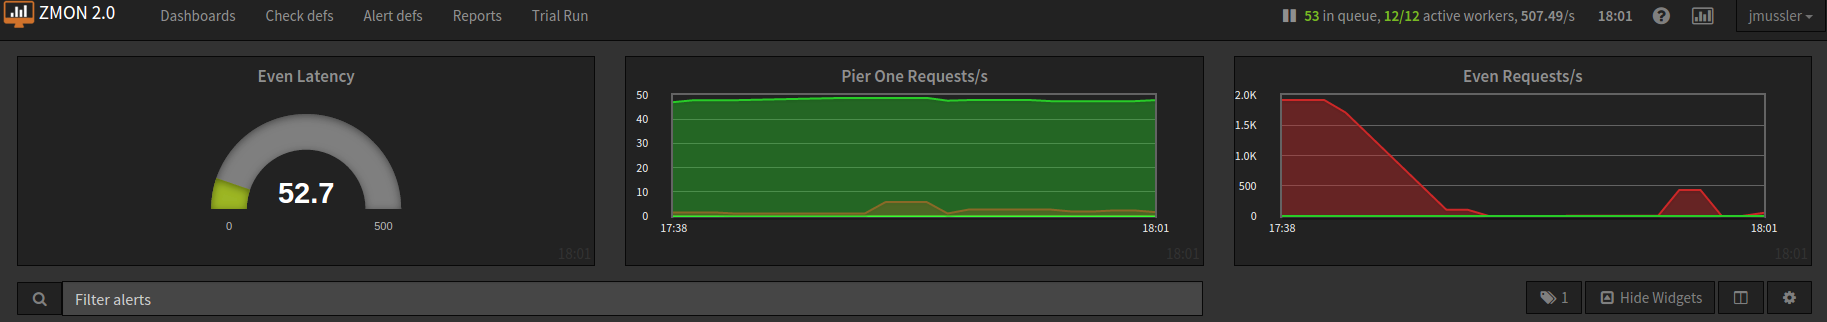 ZMON 2.0 Dashboards Check defs Alert defs Reports Trial Run 53 in queue, 12/12 active workers, 507.49/s 18:01 ? jmussler
Even Latency
52.7
0 500
18:01
Pier One Requests/s
50
40
30
20
10
0
17:38 18:01
18:01
Even Requests/s
2.0K
1.5K
1.0K
500
0
17:38 18:01
18:01
Filter alerts 1 Hide Widgets